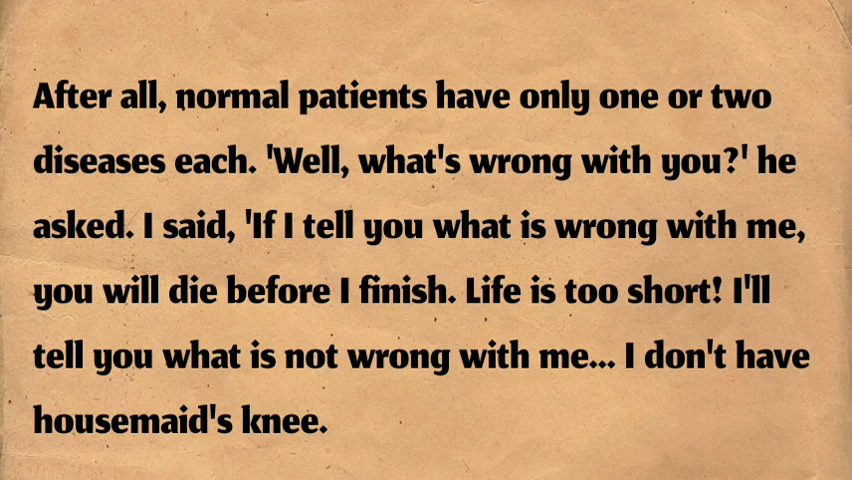 After all, normal patients have only one or two
diseases each. 'Well, what's wrong with you?' he
asked. I said, 'If I tell you what is wrong with me,
you will die before I finish. Life is too short! I'll
tell you what is not wrong with me... I don't have
housemaid's knee.